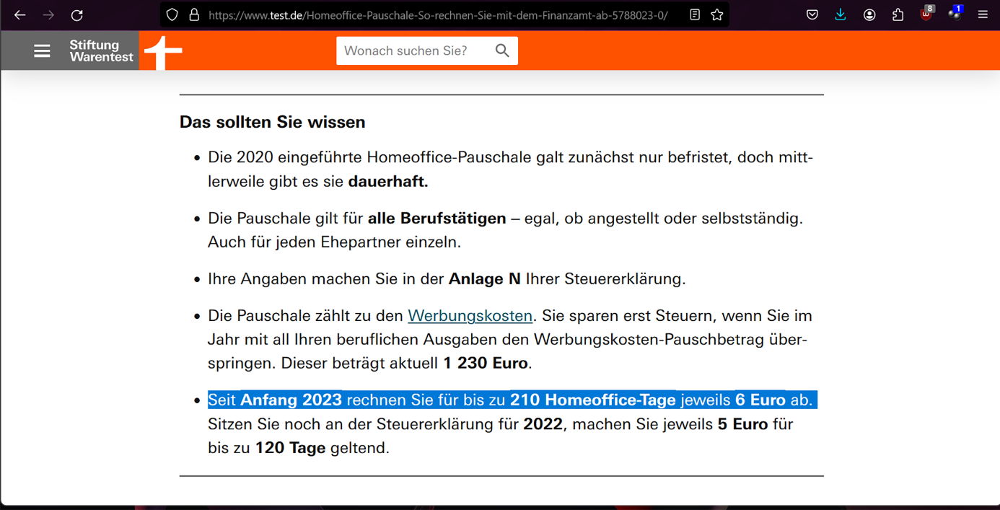 https://www.test.de/Homeoffice-Pauschale-So-rechnen-Sie-mit-dem-Finanzamt-ab-5788023-0/
8
1
Stiftung
Warentest
Wonach suchen Sie?
Das sollten Sie wissen
• Die 2020 eingeführte Homeoffice-Pauschale galt zunächst nur befristet, doch mitt-
lerweile gibt es sie dauerhaft.
• Die Pauschale gilt für alle Berufstätigen – egal, ob angestellt oder selbstständig.
Auch für jeden Ehepartner einzeln.
• Ihre Angaben machen Sie in der Anlage N Ihrer Steuererklärung.
• Die Pauschale zählt zu den Werbungskosten. Sie sparen erst Steuern, wenn Sie im
Jahr mit all Ihren beruflichen Ausgaben den Werbungskosten-Pauschbetrag über-
springen. Dieser beträgt aktuell 1 230 Euro.
• Seit Anfang 2023 rechnen Sie für bis zu 210 Homeoffice-Tage jeweils 6 Euro ab.
Sitzen Sie noch an der Steuererklärung für 2022, machen Sie jeweils 5 Euro für
bis zu 120 Tage geltend.